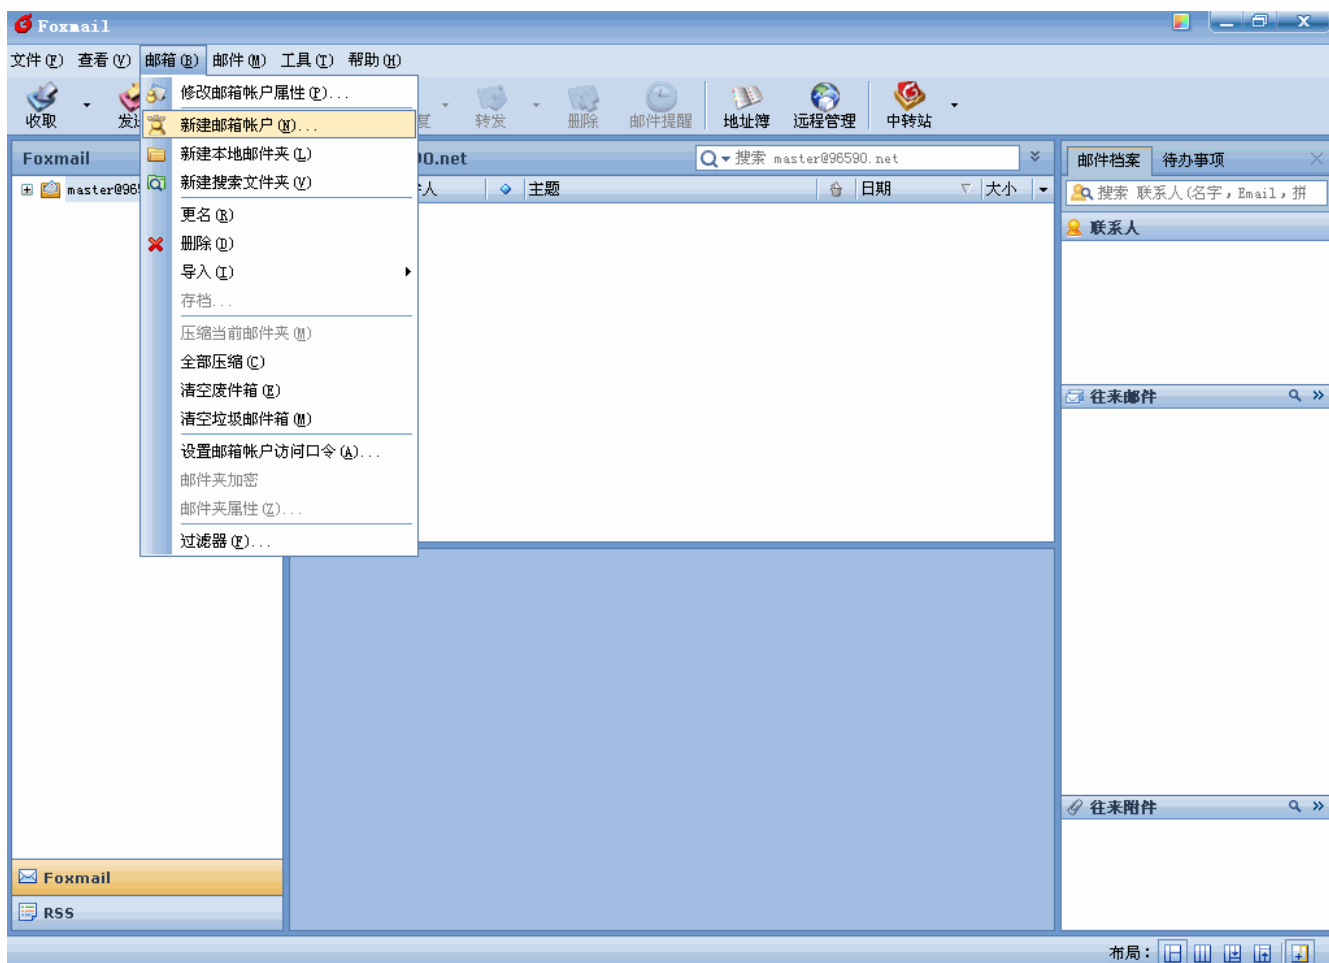 Foxmail
文件(F) 查看(V) 邮箱(B) 邮件(M) 工具(T) 帮助(H)
收取 转发 删除 邮件提醒 地址簿 远程管理 中转站
修改邮箱帐户属性(P)...
新建邮箱帐户(N)...
新建本地邮件夹(L)
新建搜索文件夹(V)
更名(R)
删除(D)
导入(I)
存档...
压缩当前邮件夹(M)
全部压缩(C)
清空废件箱(E)
清空垃圾邮件箱(M)
设置邮箱帐户访问口令(A)...
邮件夹加密
邮件夹属性(Z)...
过滤器(F)...
Foxmail
master@965
0.net
搜索 master@96590.net
人 主题 日期 大小
邮件档案 待办事项
搜索 联系人(名字，Email，拼
联系人
往来邮件
往来附件
Foxmail
RSS
布局：